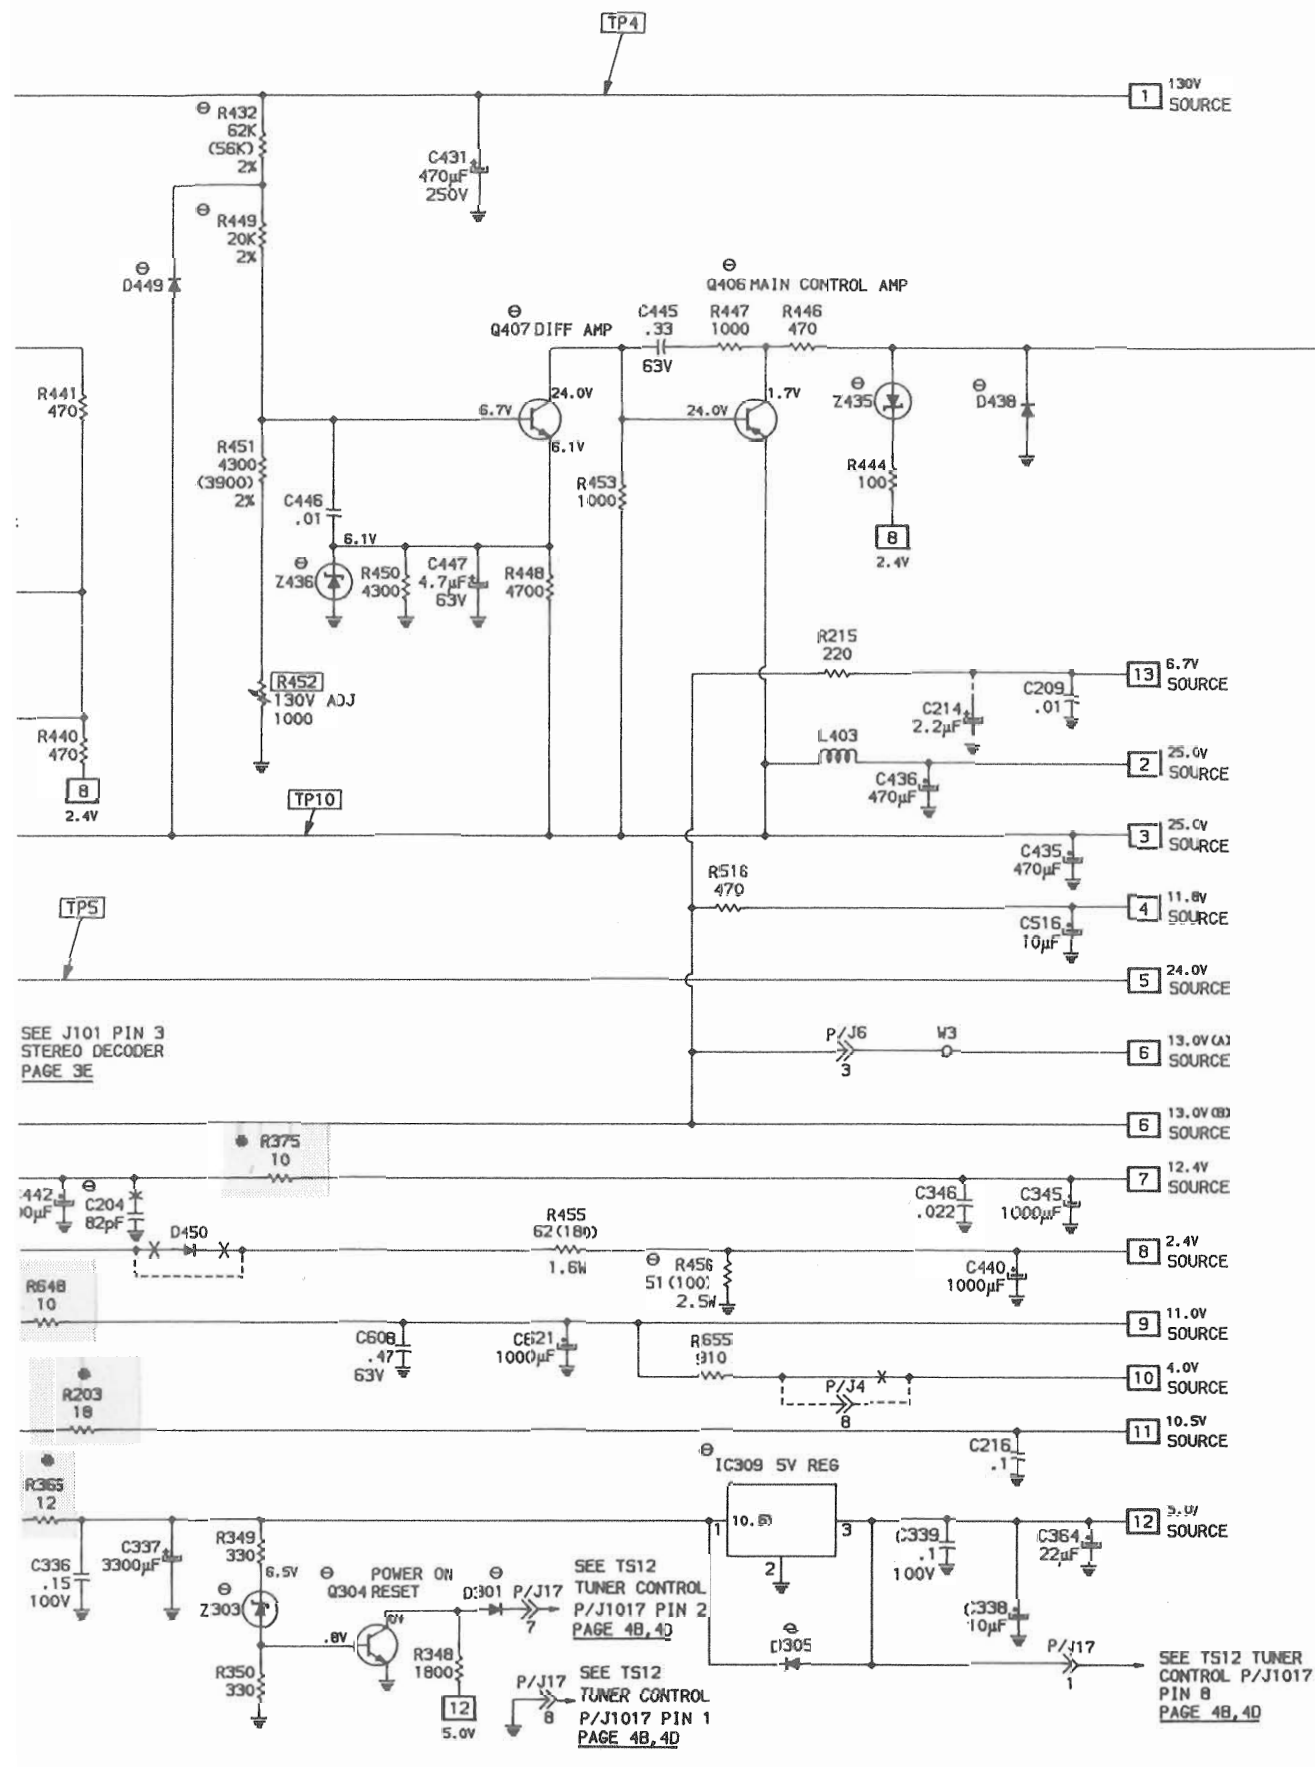 TP4
1
130V
SOURCE
⊖ R432
62K
(56K)
2%
C431
470µF
250V
⊖ R449
20K
2%
⊖
D449
⊖
Q406 MAIN CONTROL AMP
⊖
Q407 DIFF AMP
C445
.33
63V
R447
1000
R446
470
R441
470
24.0V
6.7V
6.1V
24.0V
1.7V
⊖
Z435
⊖
D438
R451
4300
(3900)
2%
R453
1000
R444
100
8
2.4V
C446
.01
6.1V
⊖
Z436
R450
4300
C447
4.7µF
63V
R448
4700
R215
220
13
6.7V
SOURCE
C209
.01
C214
2.2µF
R452
130V ADJ
1000
R440
470
8
2.4V
L403
C436
470µF
2
25.0V
SOURCE
TP10
3
25.0V
SOURCE
C435
470µF
R516
470
4
11.8V
SOURCE
C516
10µF
TP5
5
24.0V
SOURCE
SEE J101 PIN 3
STEREO DECODER
PAGE 3E
P/J6
3
W3
6
13.0V(A)
SOURCE
6
13.0V(B)
SOURCE
R375
10
7
12.4V
SOURCE
442
0µF
⊖
C204
82pF
C346
.022
C345
1000µF
D450
R455
62(180)
1.6W
8
2.4V
SOURCE
⊖ R456
51(100)
2.5W
C440
1000µF
R648
10
9
11.0V
SOURCE
C608
.47
63V
C621
1000µF
R655
910
10
4.0V
SOURCE
P/J4
8
R203
18
11
10.5V
SOURCE
C216
.1
R365
12
⊖
IC309 5V REG
1
3
2
12
SOURCE
C336
.15
100V
C337
3300µF
R349
330
6.5V
⊖
Z303
⊖ POWER ON
Q304 RESET
.8V
R350
330
R348
1800
12
5.0V
⊖
D301
P/J17
7
SEE TS12
TUNER CONTROL
P/J1017 PIN 2
PAGE 4B,4D
P/J17
8
SEE TS12
TUNER CONTROL
P/J1017 PIN 1
PAGE 4B,4D
⊖
D305
C339
.1
100V
C364
22µF
C338
10µF
P/J17
1
SEE TS12 TUNER
CONTROL P/J1017
PIN 8
PAGE 4B,4D